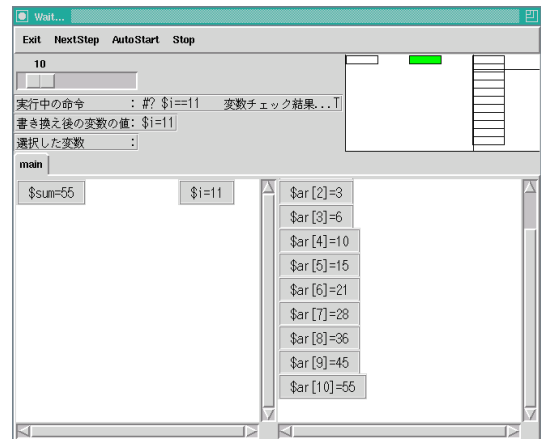 Wait...
Exit NextStep AutoStart Stop
10
実行中の命令 : #? $i==11 変数チェック結果...T
書き換え後の変数の値: $i=11
選択した変数 :
main
$sum=55 $i=11
$ar[2]=3
$ar[3]=6
$ar[4]=10
$ar[5]=15
$ar[6]=21
$ar[7]=28
$ar[8]=36
$ar[9]=45
$ar[10]=55